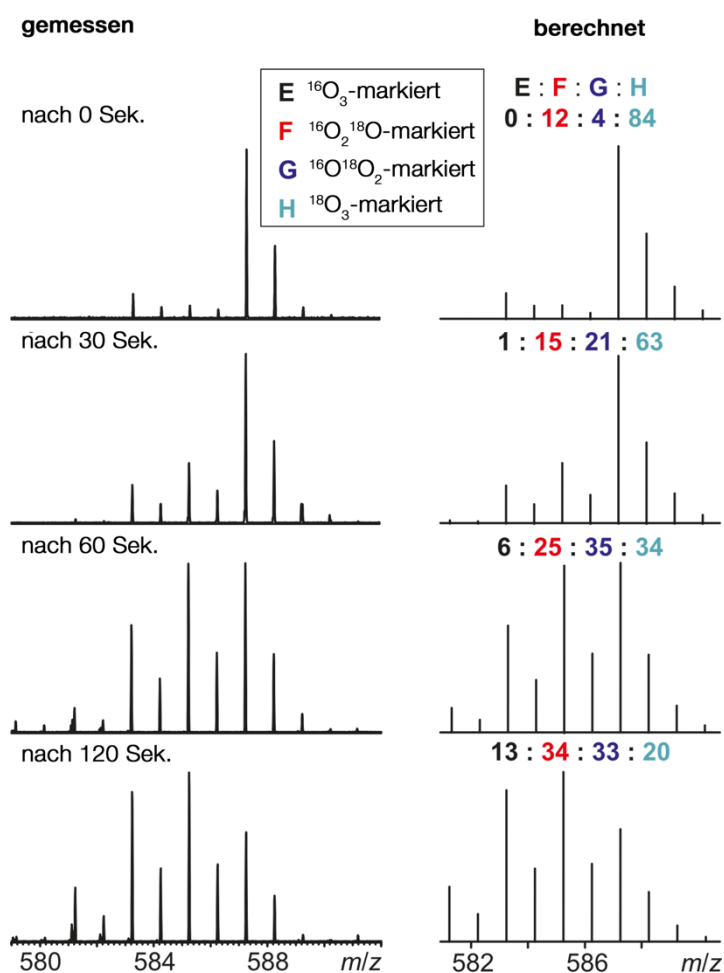 gemessen
berechnet
E ¹⁶O₃-markiert
F ¹⁶O₂¹⁸O-markiert
G ¹⁶O¹⁸O₂-markiert
H ¹⁸O₃-markiert
E : F : G : H
nach 0 Sek.
0 : 12 : 4 : 84
nach 30 Sek.
1 : 15 : 21 : 63
nach 60 Sek.
6 : 25 : 35 : 34
nach 120 Sek.
13 : 34 : 33 : 20
580 584 588 m/z
582 586 m/z